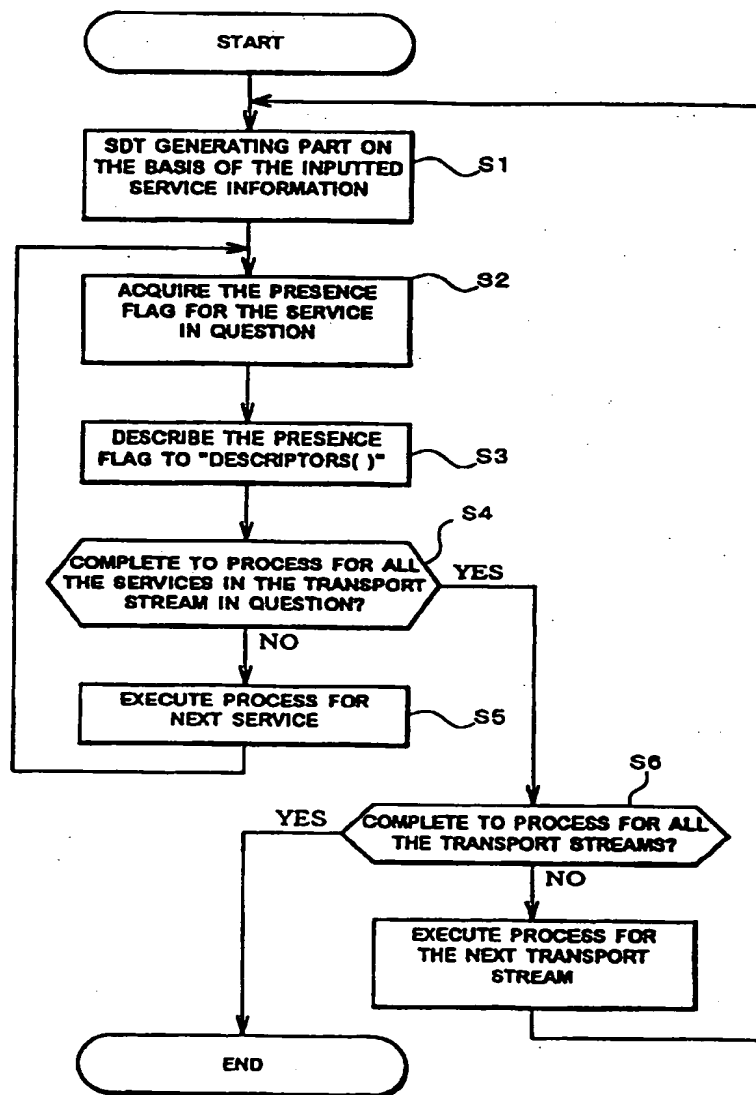 START
SDT GENERATING PART ON
THE BASIS OF THE INPUTTED
SERVICE INFORMATION
S1
ACQUIRE THE PRESENCE
FLAG FOR THE SERVICE
IN QUESTION
S2
DESCRIBE THE PRESENCE
FLAG TO "DESCRIPTORS( )"
S3
S4
COMPLETE TO PROCESS FOR ALL
THE SERVICES IN THE TRANSPORT
STREAM IN QUESTION?
YES
NO
EXECUTE PROCESS FOR
NEXT SERVICE
S5
S6
YES
COMPLETE TO PROCESS FOR ALL
THE TRANSPORT STREAMS?
NO
EXECUTE PROCESS FOR
THE NEXT TRANSPORT
STREAM
END